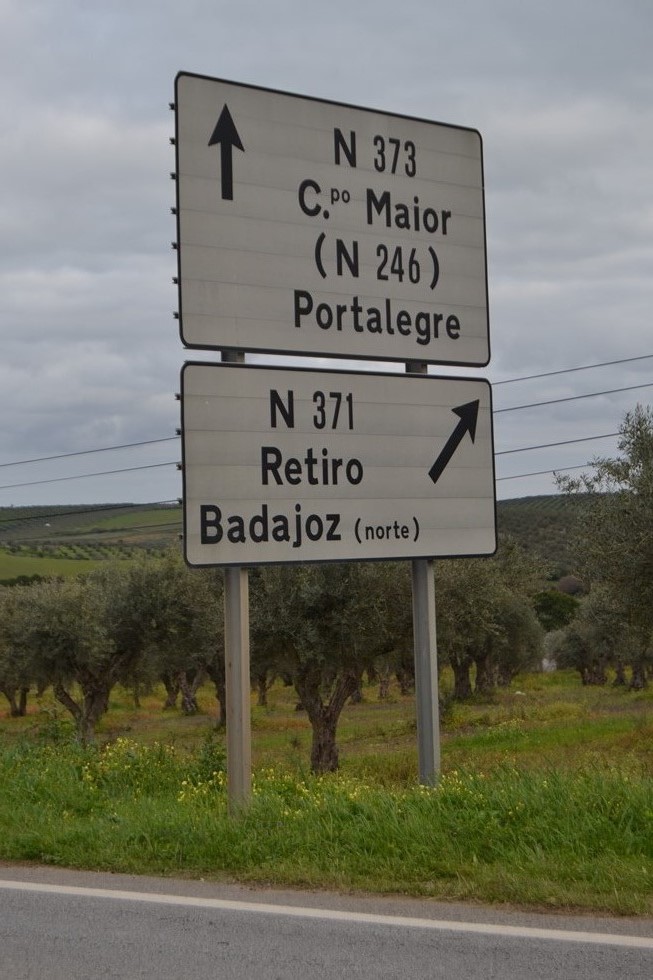 N 373
C.po Maior
(N 246)
Portalegre
N 371
Retiro
Badajoz (norte)